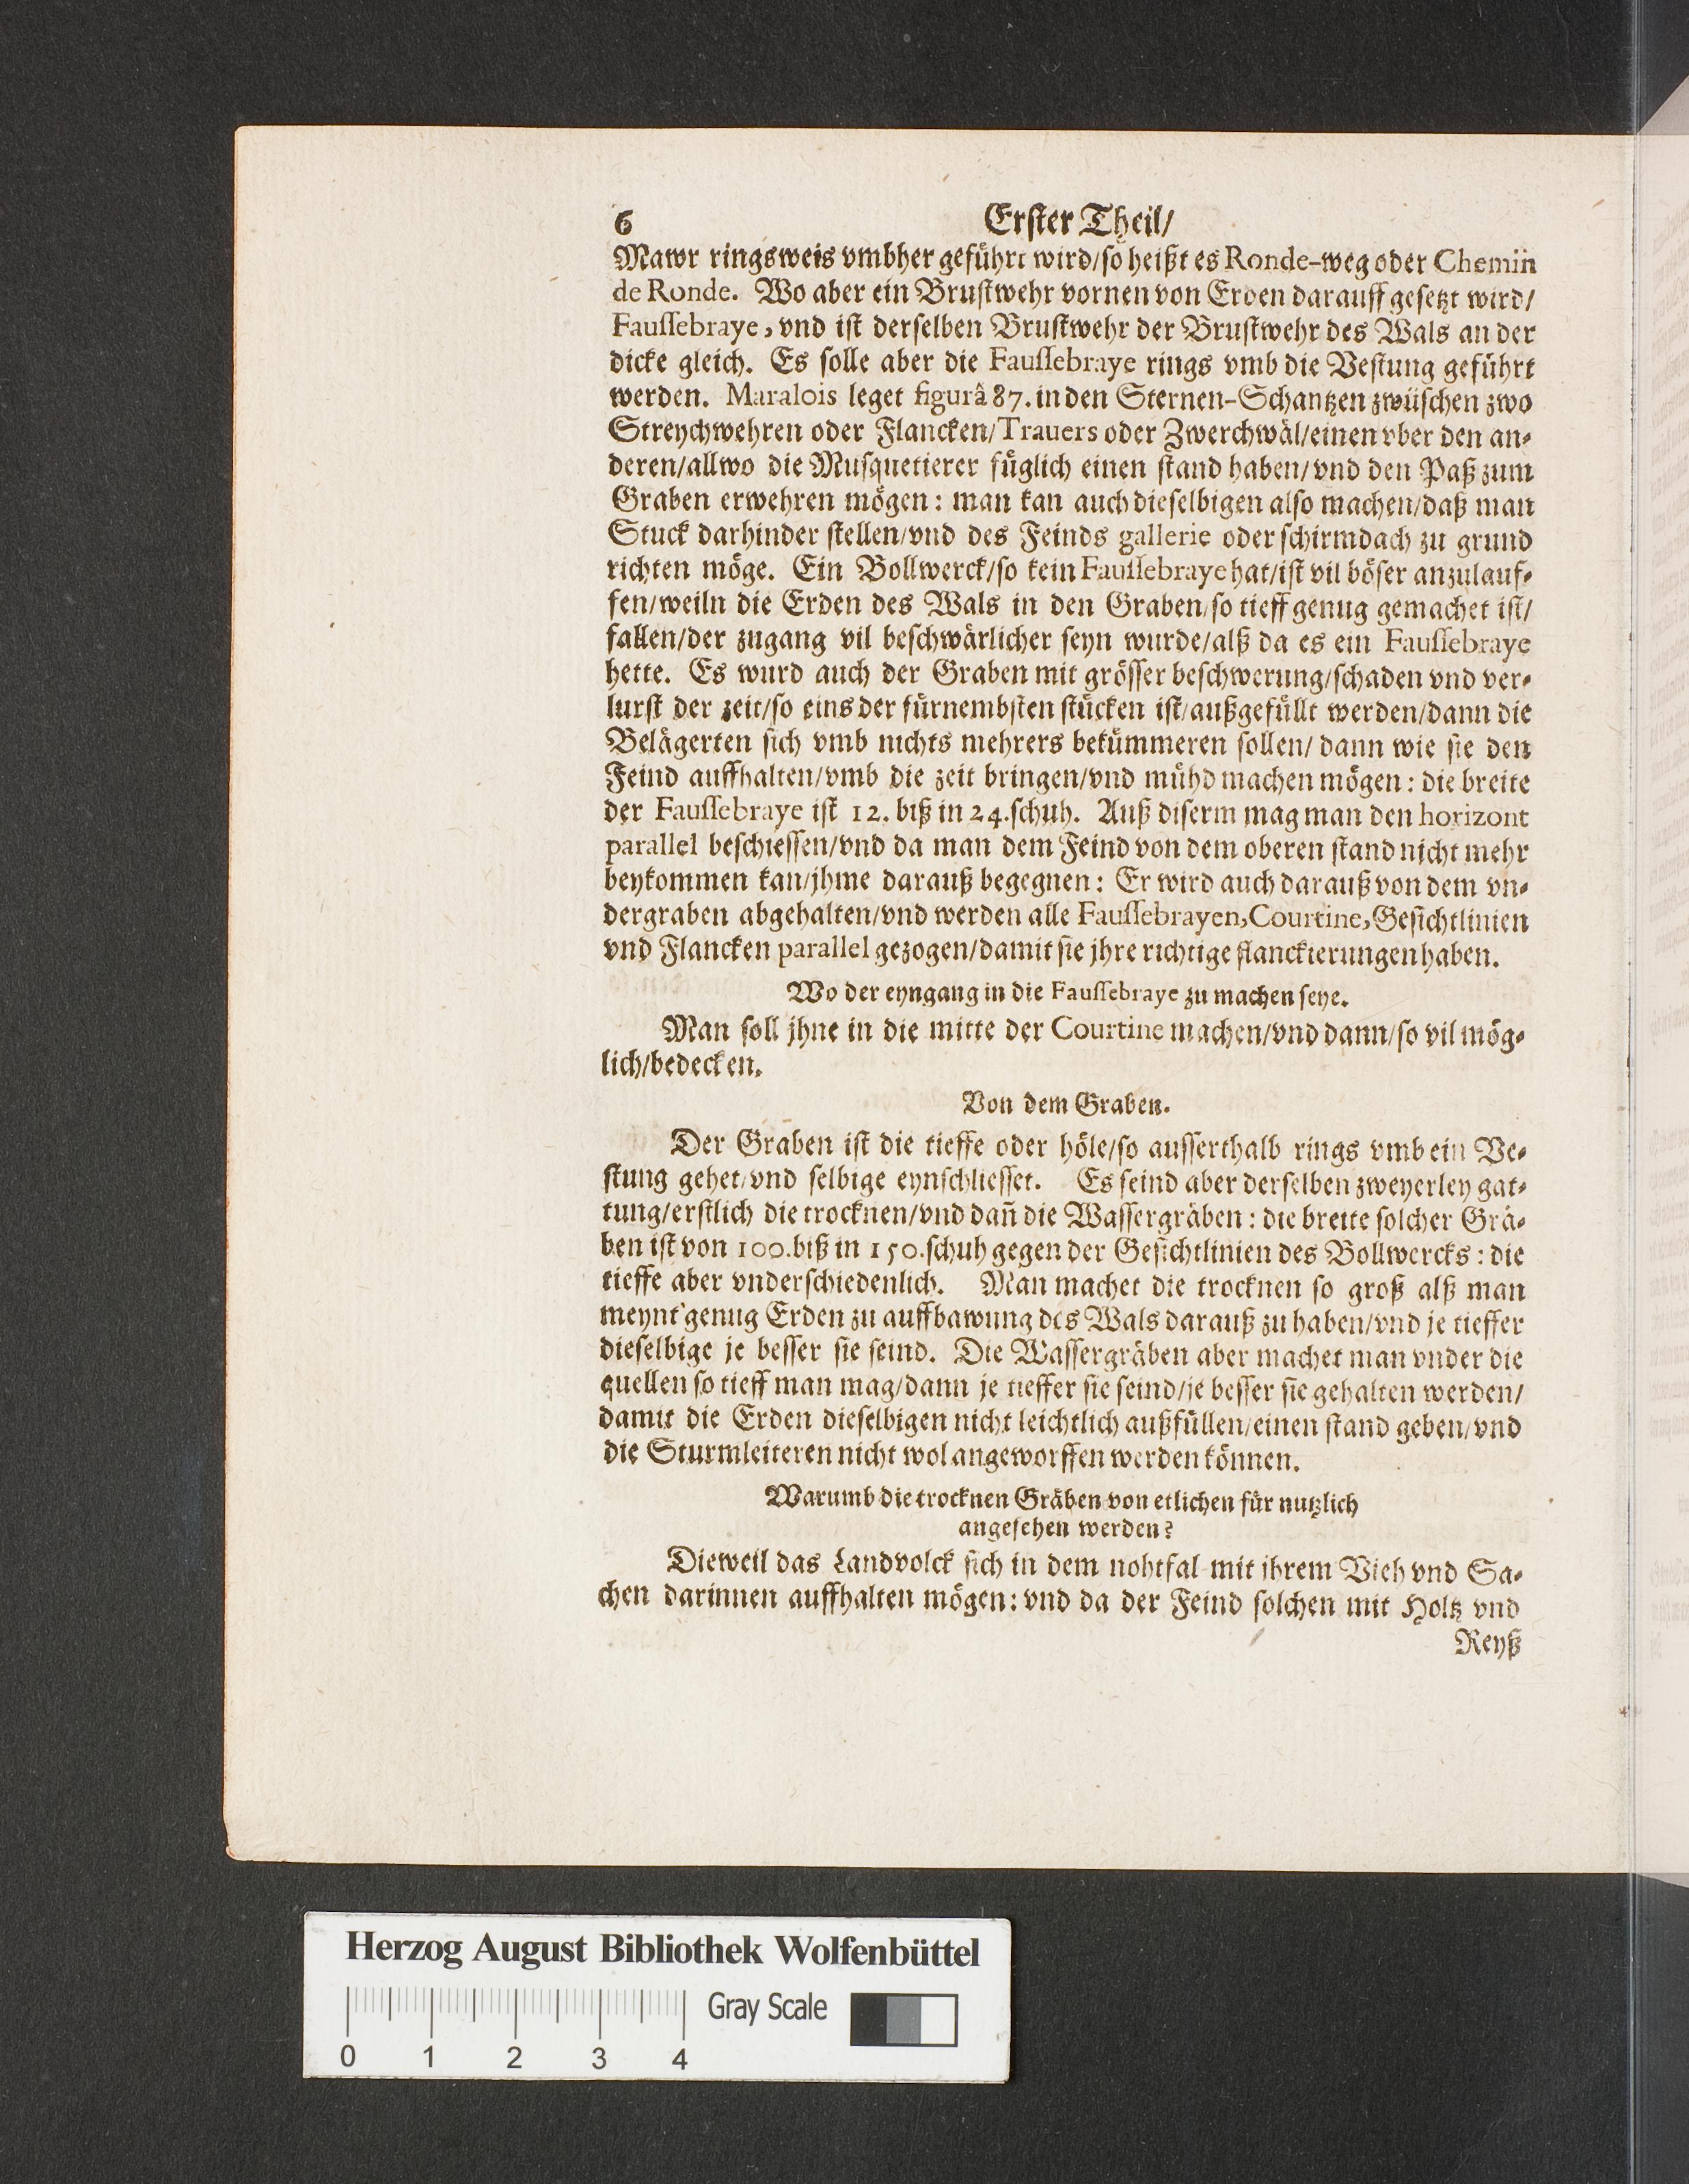 6 Erster Theil/
Mawr ringsweis vmbher geführt wird/so heißt es Ronde-weg oder Chemin
de Ronde. Wo aber ein Brustwehr vornen von Erden darauff gesetzt wird/
Faussebraye, vnd ist derselben Brustwehr der Brustwehr des Wals an der
dicke gleich. Es solle aber die Faussebraye rings vmb die Vestung geführt
werden. Maralois leget figurâ 87. in den Sternen-Schantzen zwüschen zwo
Streychwehren oder Flancken/Trauers oder Zwerchwäl/einen vber den an-
deren/allwo die Musquetierer füglich einen stand haben/vnd den Paß zum
Graben erwehren mögen: man kan auch dieselbigen also machen/daß man
Stuck darhinder stellen/vnd des Feinds gallerie oder schirmdach zu grund
richten möge. Ein Bollwerck/so kein Faussebraye hat/ist vil böser anzulauf-
fen/weiln die Erden des Wals in den Graben/so tieff genug gemachet ist/
fallen/der zugang vil beschwärlicher seyn wurde/alß da es ein Faussebraye
hette. Es wurd auch der Graben mit grösser beschwerung/schaden vnd ver-
lurst der zeit/so eins der fürnembsten stücken ist/außgefüllt werden/dann die
Belägerten sich vmb nichts mehrers bekümmeren sollen/dann wie sie den
Feind auffhalten/vmb die zeit bringen/vnd mühd machen mögen: die breite
der Faussebraye ist 12. biß in 24. schuh. Auß diserm mag man den horizont
parallel beschiessen/vnd da man dem Feind von dem oberen stand nicht mehr
beykommen kan/jhme darauß begegnen: Er wird auch darauß von dem vn-
dergraben abgehalten/vnd werden alle Faussebrayen, Courtine, Gesichtlinien
vnd Flancken parallel gezogen/damit sie jhre richtige flanckierungen haben.
Wo der eyngang in die Faussebraye zu machen seye.
Man soll jhne in die mitte der Courtine machen/vnd dann/so vil mög-
lich/bedecken.
Von dem Graben.
Der Graben ist die tieffe oder höle/so ausserthalb rings vmb ein Ve-
stung gehet/vnd selbige eynschliesset. Es seind aber derselben zweyerley gat-
tung/erstlich die trocknen/vnd dañ die Wassergräben: die breite solcher Grä-
ben ist von 100. biß in 150. schuh gegen der Gesichtlinien des Bollwercks: die
tieffe aber vnderschiedenlich. Man machet die trocknen so groß alß man
meynt genug Erden zu auffbawung des Wals darauß zu haben/vnd je tieffer
dieselbige je besser sie seind. Die Wassergräben aber machet man vnder die
quellen so tieff man mag/dann je tieffer sie seind/je besser sie gehalten werden/
damit die Erden dieselbigen nicht leichtlich außfüllen/einen stand geben/vnd
die Sturmleiteren nicht wol angeworffen werden können.
Warumb die trocknen Gräben von etlichen für nutzlich
angesehen werden?
Dieweil das Landvolck sich in dem nohtfal mit ihrem Vieh vnd Sa-
chen darinnen auffhalten mögen: vnd da der Feind solchen mit Holtz vnd
Reyß
Herzog August Bibliothek Wolfenbüttel
Gray Scale
0 1 2 3 4